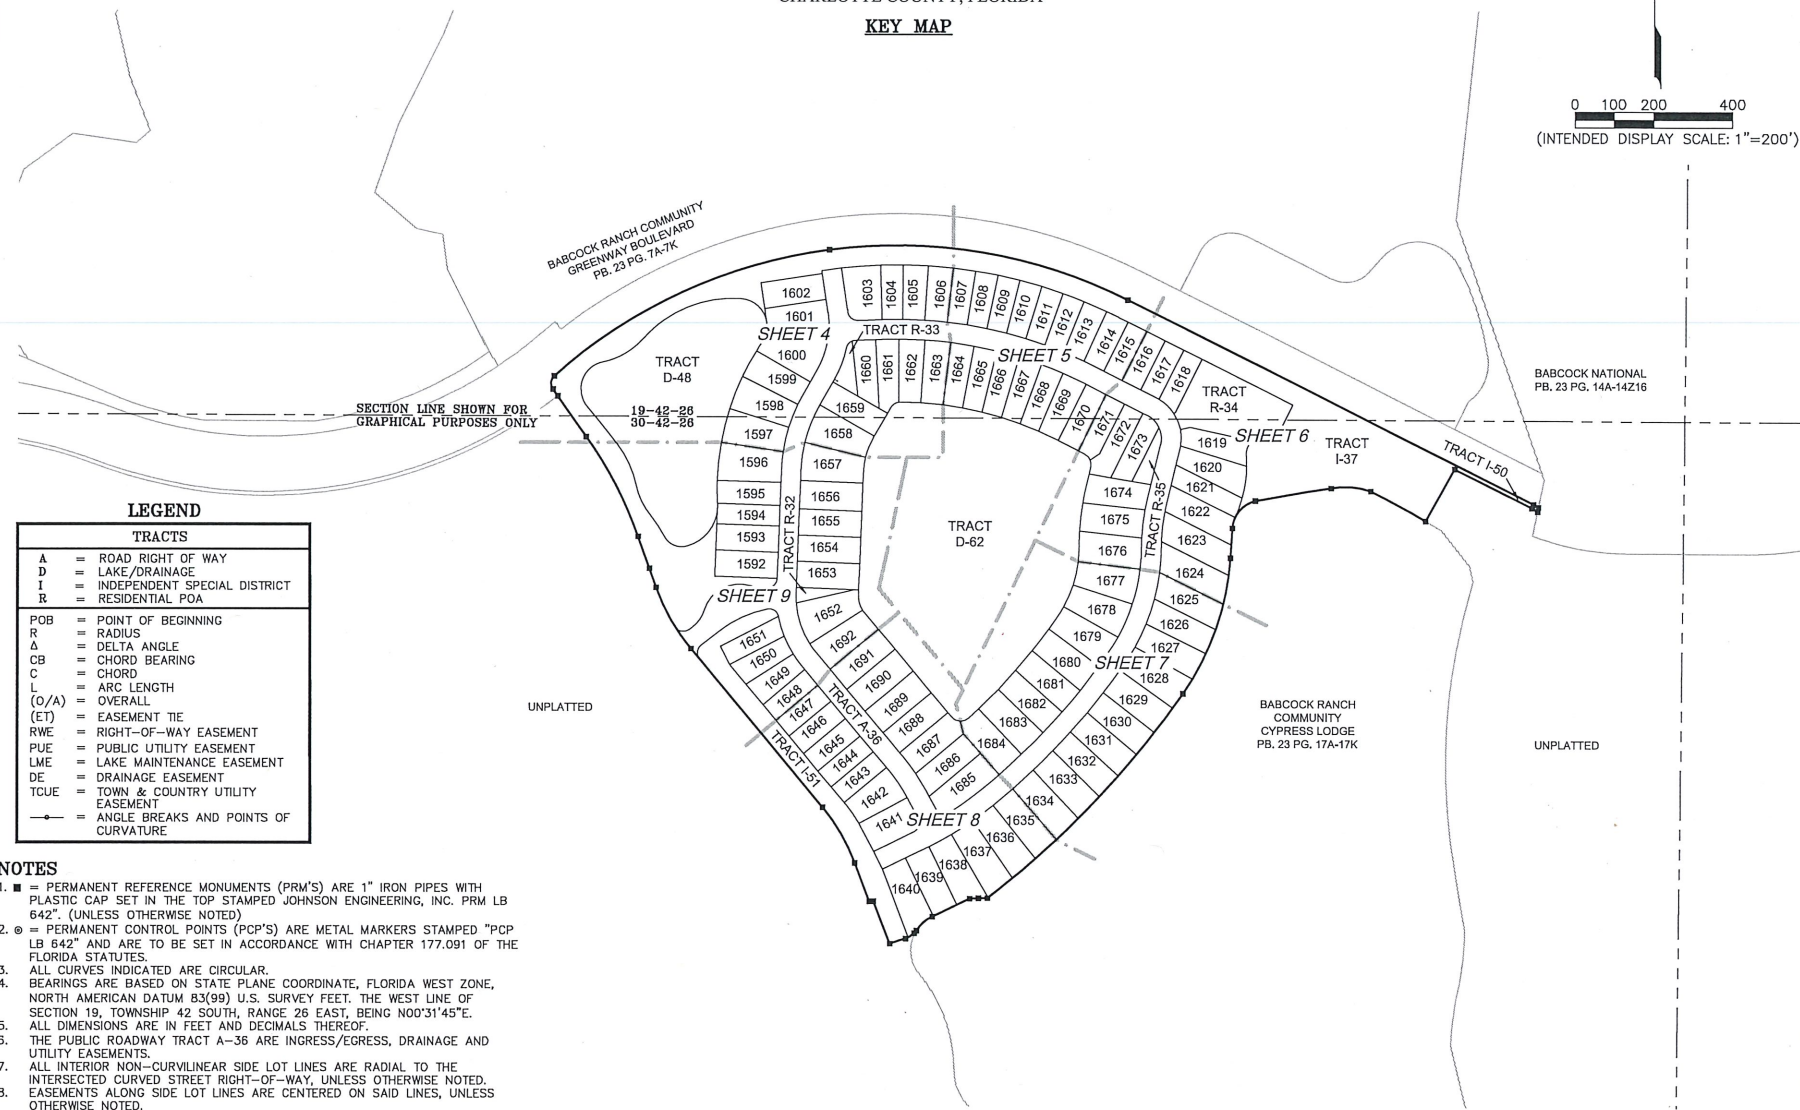 CHARLOTTE COUNTY, FLORIDA
KEY MAP
0 100 200 400
(INTENDED DISPLAY SCALE: 1"=200')
BABCOCK RANCH COMMUNITY
GREENWAY BOULEVARD
PB. 23 PG. 7A-7K
1602
1601
SHEET 4
1600
1599
1598
1597
1596
1595
1594
1593
1592
SHEET 9
1603
1604
1605
1606
1607
1608
1609
1610
1611
1612
1613
1614
1615
1616
1617
1618
TRACT R-33
SHEET 5
1660
1661
1662
1663
1664
1665
1666
1667
1668
1669
1670
1671
1672
1673
TRACT
D-48
TRACT
R-34
SHEET 6
TRACT
I-37
TRACT I-50
BABCOCK NATIONAL
PB. 23 PG. 14A-14Z16
SECTION LINE SHOWN FOR
GRAPHICAL PURPOSES ONLY
19-42-26
30-42-26
1659
1658
1657
1656
1655
1654
1653
1652
TRACT R-32
TRACT
D-62
1619
1620
1621
1622
1623
1624
1625
1626
1627
1628
1629
1630
1631
1632
1633
1634
1635
1636
1637
1638
1639
1640
TRACT R-35
1674
1675
1676
1677
1678
1679
1680
1681
1682
1683
1684
1685
1686
1687
1688
1689
1690
1691
1692
SHEET 7
SHEET 8
1651
1650
1649
1648
1647
1646
1645
1644
1643
1642
1641
TRACT A-36
TRACT I-51
UNPLATTED
BABCOCK RANCH
COMMUNITY
CYPRESS LODGE
PB. 23 PG. 17A-17K
UNPLATTED
LEGEND
TRACTS
A = ROAD RIGHT OF WAY
D = LAKE/DRAINAGE
I = INDEPENDENT SPECIAL DISTRICT
R = RESIDENTIAL POA
POB = POINT OF BEGINNING
R = RADIUS
Δ = DELTA ANGLE
CB = CHORD BEARING
C = CHORD
L = ARC LENGTH
(O/A) = OVERALL
(ET) = EASEMENT TIE
RWE = RIGHT-OF-WAY EASEMENT
PUE = PUBLIC UTILITY EASEMENT
LME = LAKE MAINTENANCE EASEMENT
DE = DRAINAGE EASEMENT
TCUE = TOWN & COUNTRY UTILITY
EASEMENT
= ANGLE BREAKS AND POINTS OF
CURVATURE
NOTES
1. ■ = PERMANENT REFERENCE MONUMENTS (PRM'S) ARE 1" IRON PIPES WITH
PLASTIC CAP SET IN THE TOP STAMPED JOHNSON ENGINEERING, INC. PRM LB
642". (UNLESS OTHERWISE NOTED)
2. ⊚ = PERMANENT CONTROL POINTS (PCP'S) ARE METAL MARKERS STAMPED "PCP
LB 642" AND ARE TO BE SET IN ACCORDANCE WITH CHAPTER 177.091 OF THE
FLORIDA STATUTES.
3. ALL CURVES INDICATED ARE CIRCULAR.
4. BEARINGS ARE BASED ON STATE PLANE COORDINATE, FLORIDA WEST ZONE,
NORTH AMERICAN DATUM 83(99) U.S. SURVEY FEET. THE WEST LINE OF
SECTION 19, TOWNSHIP 42 SOUTH, RANGE 26 EAST, BEING N00°31'45"E.
5. ALL DIMENSIONS ARE IN FEET AND DECIMALS THEREOF.
6. THE PUBLIC ROADWAY TRACT A-36 ARE INGRESS/EGRESS, DRAINAGE AND
UTILITY EASEMENTS.
7. ALL INTERIOR NON-CURVILINEAR SIDE LOT LINES ARE RADIAL TO THE
INTERSECTED CURVED STREET RIGHT-OF-WAY, UNLESS OTHERWISE NOTED.
8. EASEMENTS ALONG SIDE LOT LINES ARE CENTERED ON SAID LINES, UNLESS
OTHERWISE NOTED.